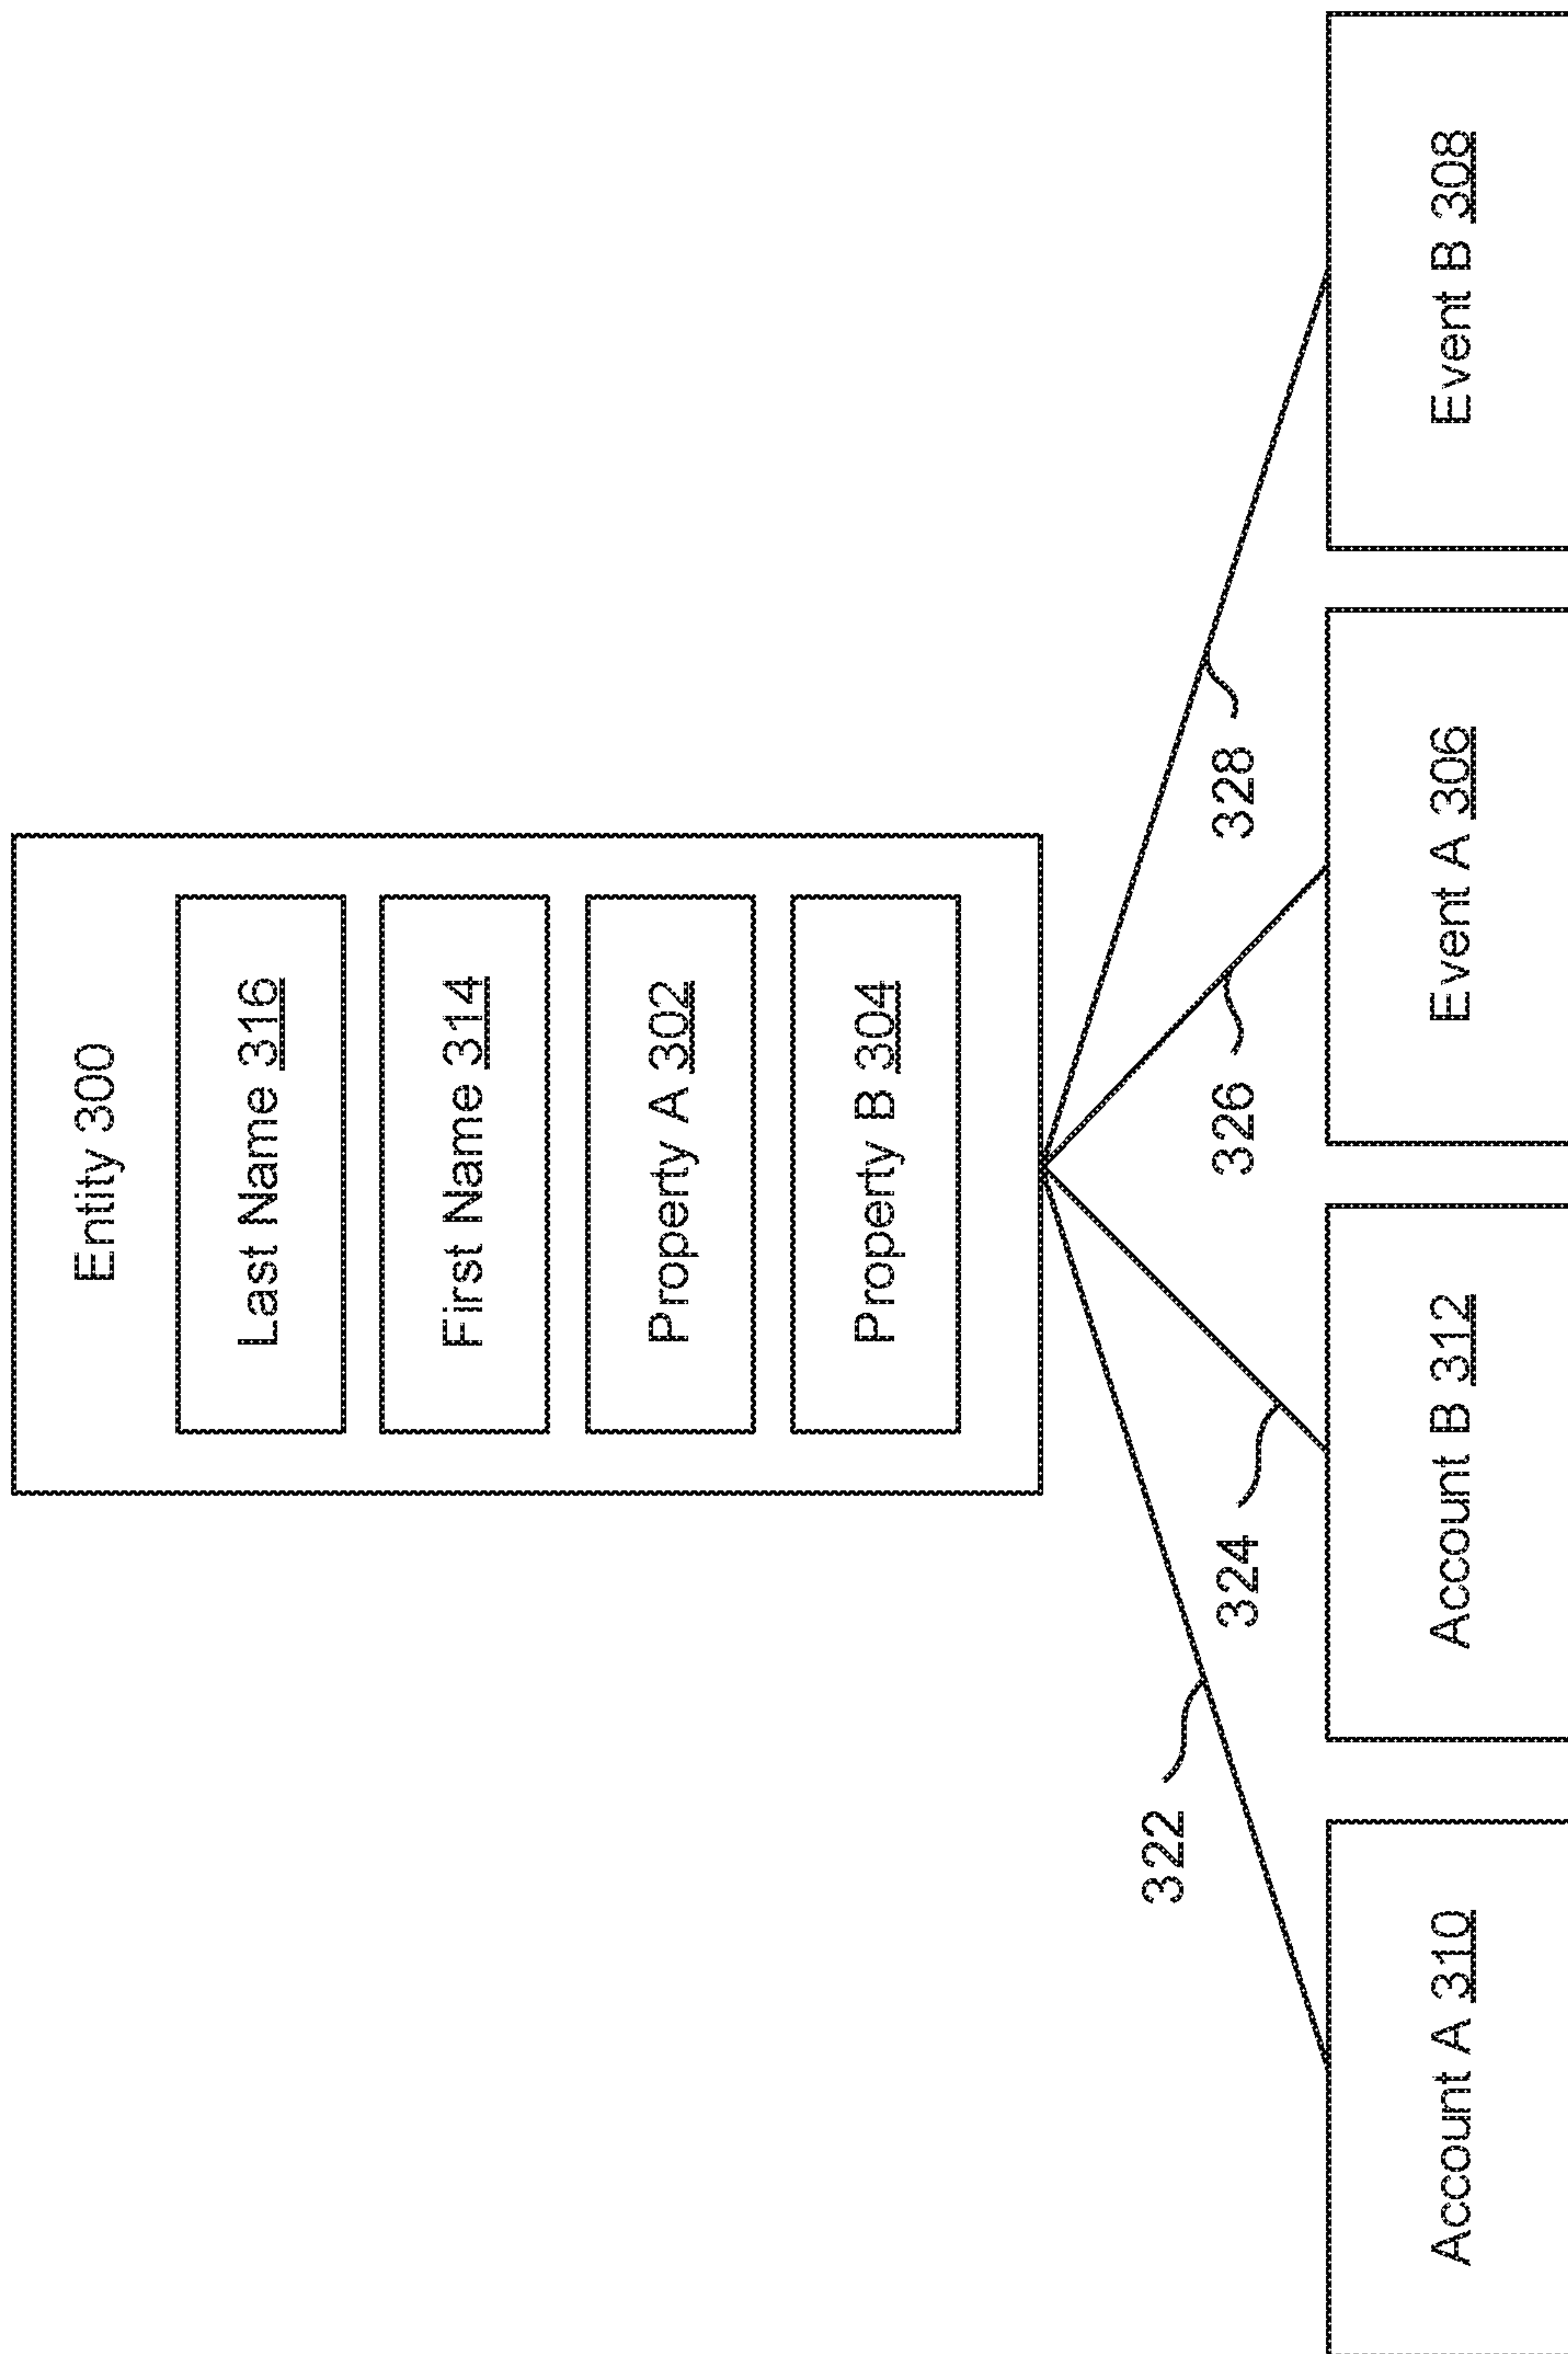 Entity 300
Last Name 316
First Name 314
Property A 302
Property B 304
322
324
326
328
Account A 310
Account B 312
Event A 306
Event B 308